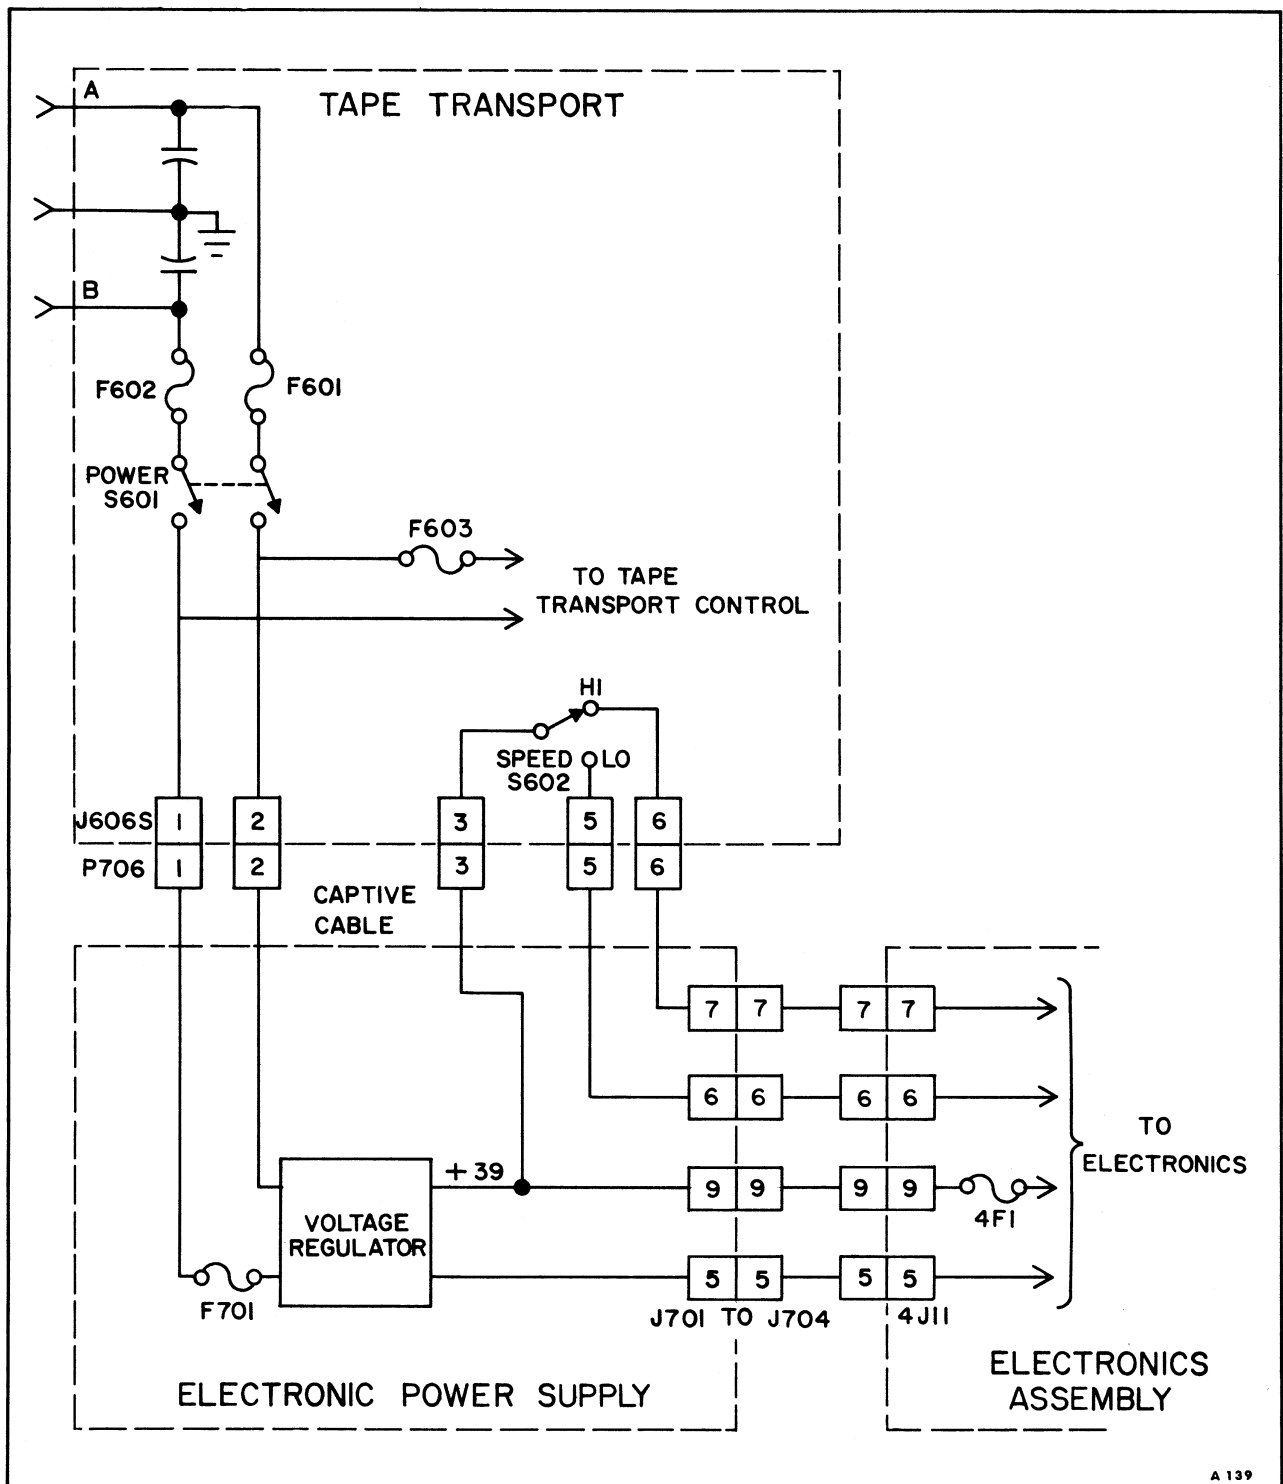 A
TAPE TRANSPORT
B
F602
F601
POWER
S601
F603
TO TAPE
TRANSPORT CONTROL
HI
SPEED
LO
S602
J606S 1 2 3 5 6
P706 1 2 3 5 6
CAPTIVE
CABLE
7 7 7 7
6 6 6 6
TO
ELECTRONICS
+39
9 9 9 9
4F1
VOLTAGE
REGULATOR
5 5 5 5
F701
J701 TO J704
4J11
ELECTRONIC POWER SUPPLY
ELECTRONICS
ASSEMBLY
A 139